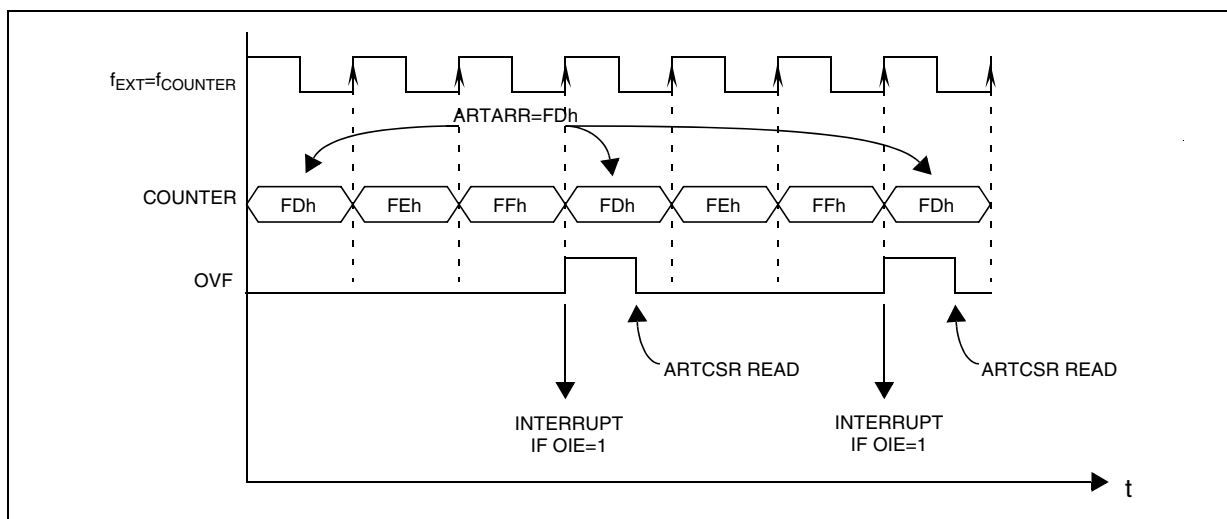 fEXT=fCOUNTER
ARTARR=FDh
COUNTER
FDh FEh FFh FDh FEh FFh FDh
OVF
ARTCSR READ ARTCSR READ
INTERRUPT INTERRUPT
IF OIE=1 IF OIE=1
t